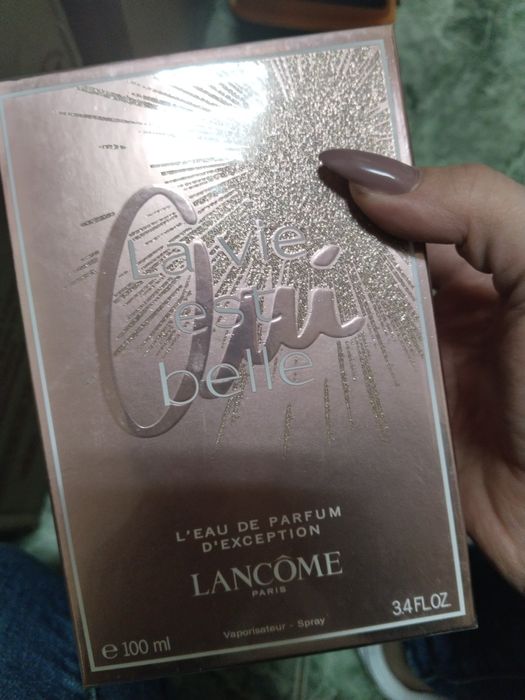 La vie
est
belle
Oui
L'EAU DE PARFUM
D'EXCEPTION
LANCÔME
PARIS
3.4 FL.OZ
℮ 100 ml
Vaporisateur - Spray